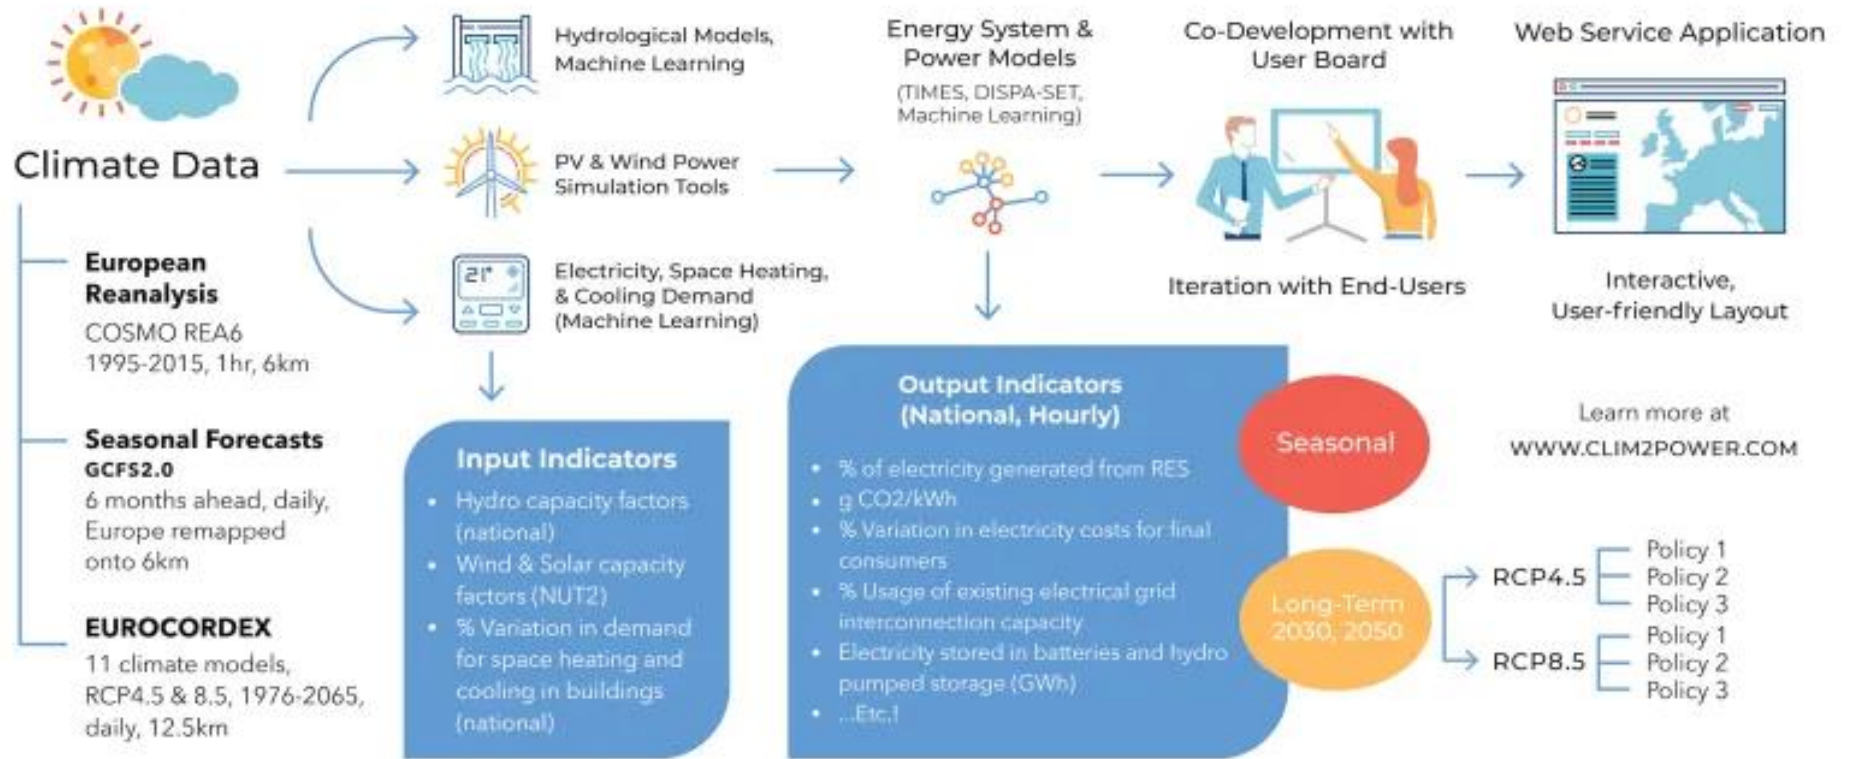 Climate Data
European
Reanalysis
COSMO REA6
1995-2015, 1hr, 6km
Seasonal Forecasts
GCFS2.0
6 months ahead, daily,
Europe remapped
onto 6km
EUROCORDEX
11 climate models,
RCP4.5 & 8.5, 1976-2065,
daily, 12.5km
Hydrological Models,
Machine Learning
PV & Wind Power
Simulation Tools
21°
Electricity, Space Heating,
& Cooling Demand
(Machine Learning)
Input Indicators
• Hydro capacity factors
(national)
• Wind & Solar capacity
factors (NUT2)
• % Variation in demand
for space heating and
cooling in buildings
(national)
Energy System &
Power Models
(TIMES, DISPA-SET,
Machine Learning)
Output Indicators
(National, Hourly)
• % of electricity generated from RES
• g CO2/kWh
• % Variation in electricity costs for final
consumers
• % Usage of existing electrical grid
interconnection capacity
• Electricity stored in batteries and hydro
pumped storage (GWh)
• ...Etc.!
Co-Development with
User Board
Iteration with End-Users
Web Service Application
Interactive,
User-friendly Layout
Learn more at
WWW.CLIM2POWER.COM
Seasonal
Long-Term
2030, 2050
RCP4.5
Policy 1
Policy 2
Policy 3
RCP8.5
Policy 1
Policy 2
Policy 3